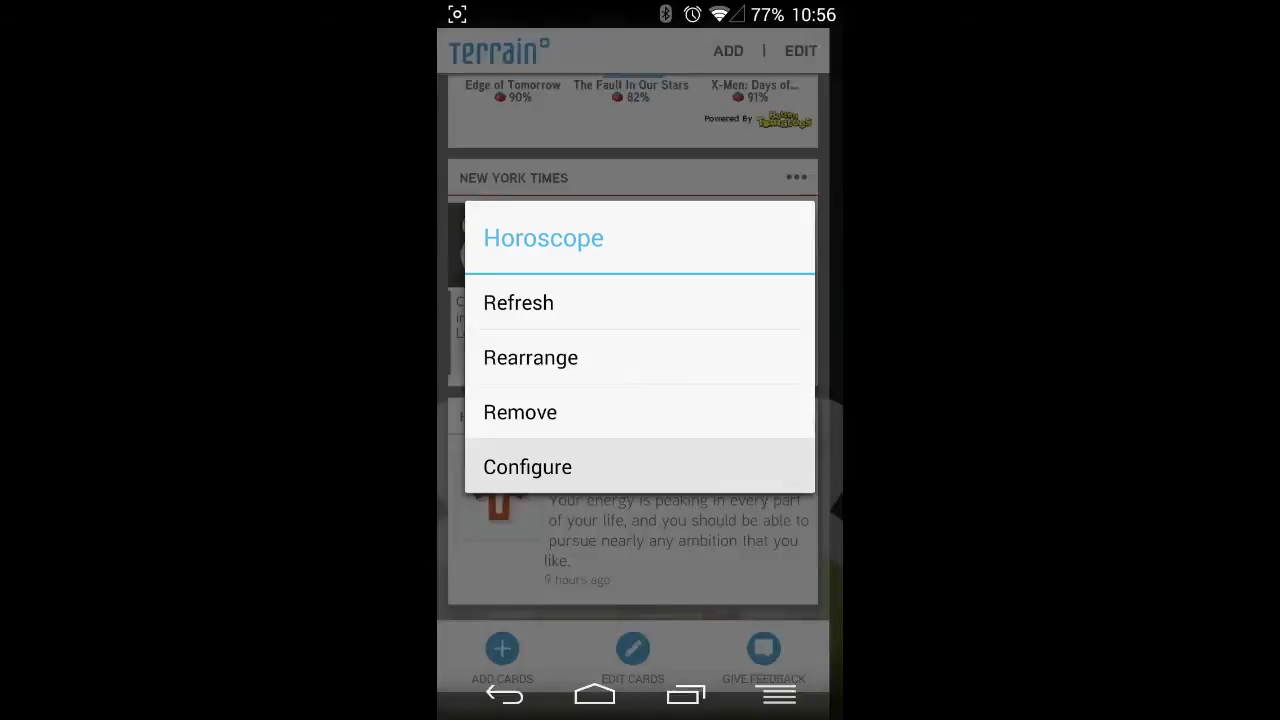 77% 10:56
Terrain
ADD | EDIT
Edge of Tomorrow The Fault In Our Stars X-Men: Days of...
90% 82% 91%
Powered By Rotten Tomatoes
NEW YORK TIMES
Horoscope
Refresh
Rearrange
Remove
Configure
Your energy is peaking in every part
of your life, and you should be able to
pursue nearly any ambition that you
like.
9 hours ago
ADD CARDS EDIT CARDS GIVE FEEDBACK